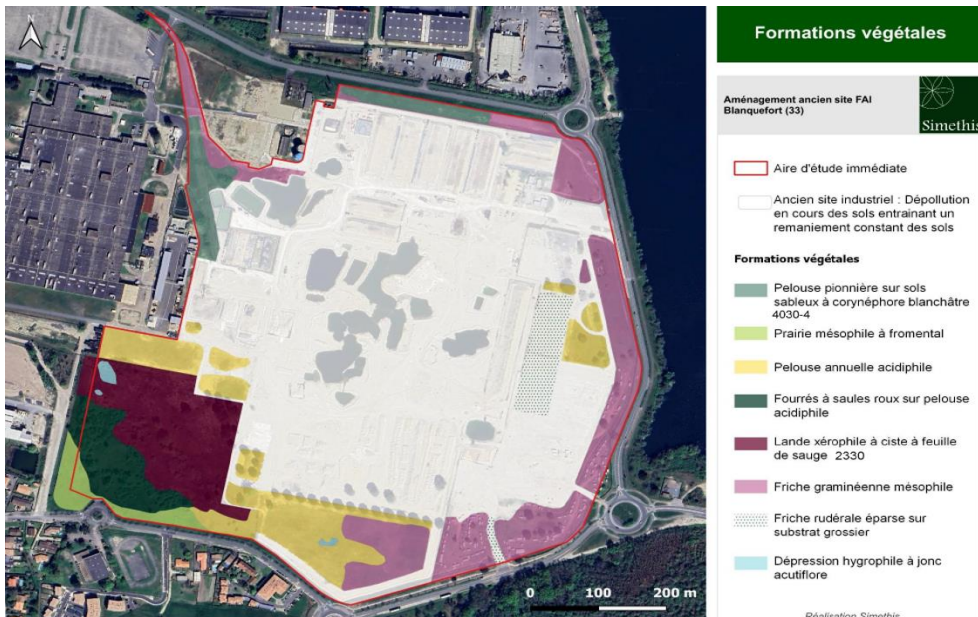 N
0 100 200 m
Formations végétales
Aménagement ancien site FAI
Blanquefort (33)
Simethis
Aire d'étude immédiate
Ancien site industriel : Dépollution
en cours des sols entrainant un
remaniement constant des sols
Formations végétales
Pelouse pionnière sur sols
sableux à corynéphore blanchâtre
4030-4
Prairie mésophile à fromental
Pelouse annuelle acidiphile
Fourrés à saules roux sur pelouse
acidiphile
Lande xérophile à ciste à feuille
de sauge 2330
Friche graminéenne mésophile
Friche rudérale éparse sur
substrat grossier
Dépression hygrophile à jonc
acutiflore
Réalisation Simethis